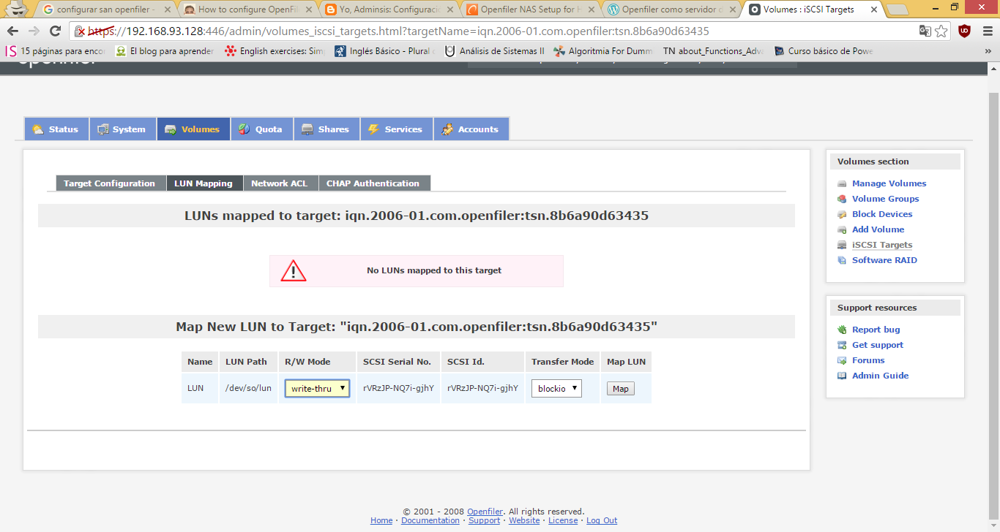 configurar san openfiler -
How to configure OpenFil
Yo, Adminsis: Configuraci
Openfiler NAS Setup for H
Openfiler como servidor d
Volumes : iSCSI Targets
https://192.168.93.128:446/admin/volumes_iscsi_targets.html?targetName=iqn.2006-01.com.openfiler:tsn.8b6a90d63435
15 páginas para enco
El blog para aprender
English exercises: Sim
Inglés Básico - Plural
Análisis de Sistemas II
Algoritmia For Dumm
TN about_Functions_Adva
Curso básico de Powe
»
Status
System
Volumes
Quota
Shares
Services
Accounts
Target Configuration
LUN Mapping
Network ACL
CHAP Authentication
LUNs mapped to target: iqn.2006-01.com.openfiler:tsn.8b6a90d63435
No LUNs mapped to this target
Map New LUN to Target: "iqn.2006-01.com.openfiler:tsn.8b6a90d63435"
Name LUN Path R/W Mode SCSI Serial No. SCSI Id. Transfer Mode Map LUN
LUN /dev/so/lun write-thru rVRzJP-NQ7i-gjhY rVRzJP-NQ7i-gjhY blockio Map
Volumes section
Manage Volumes
Volume Groups
Block Devices
Add Volume
iSCSI Targets
Software RAID
Support resources
Report bug
Get support
Forums
Admin Guide
© 2001 - 2008 Openfiler. All rights reserved.
Home · Documentation · Support · Website · License · Log Out